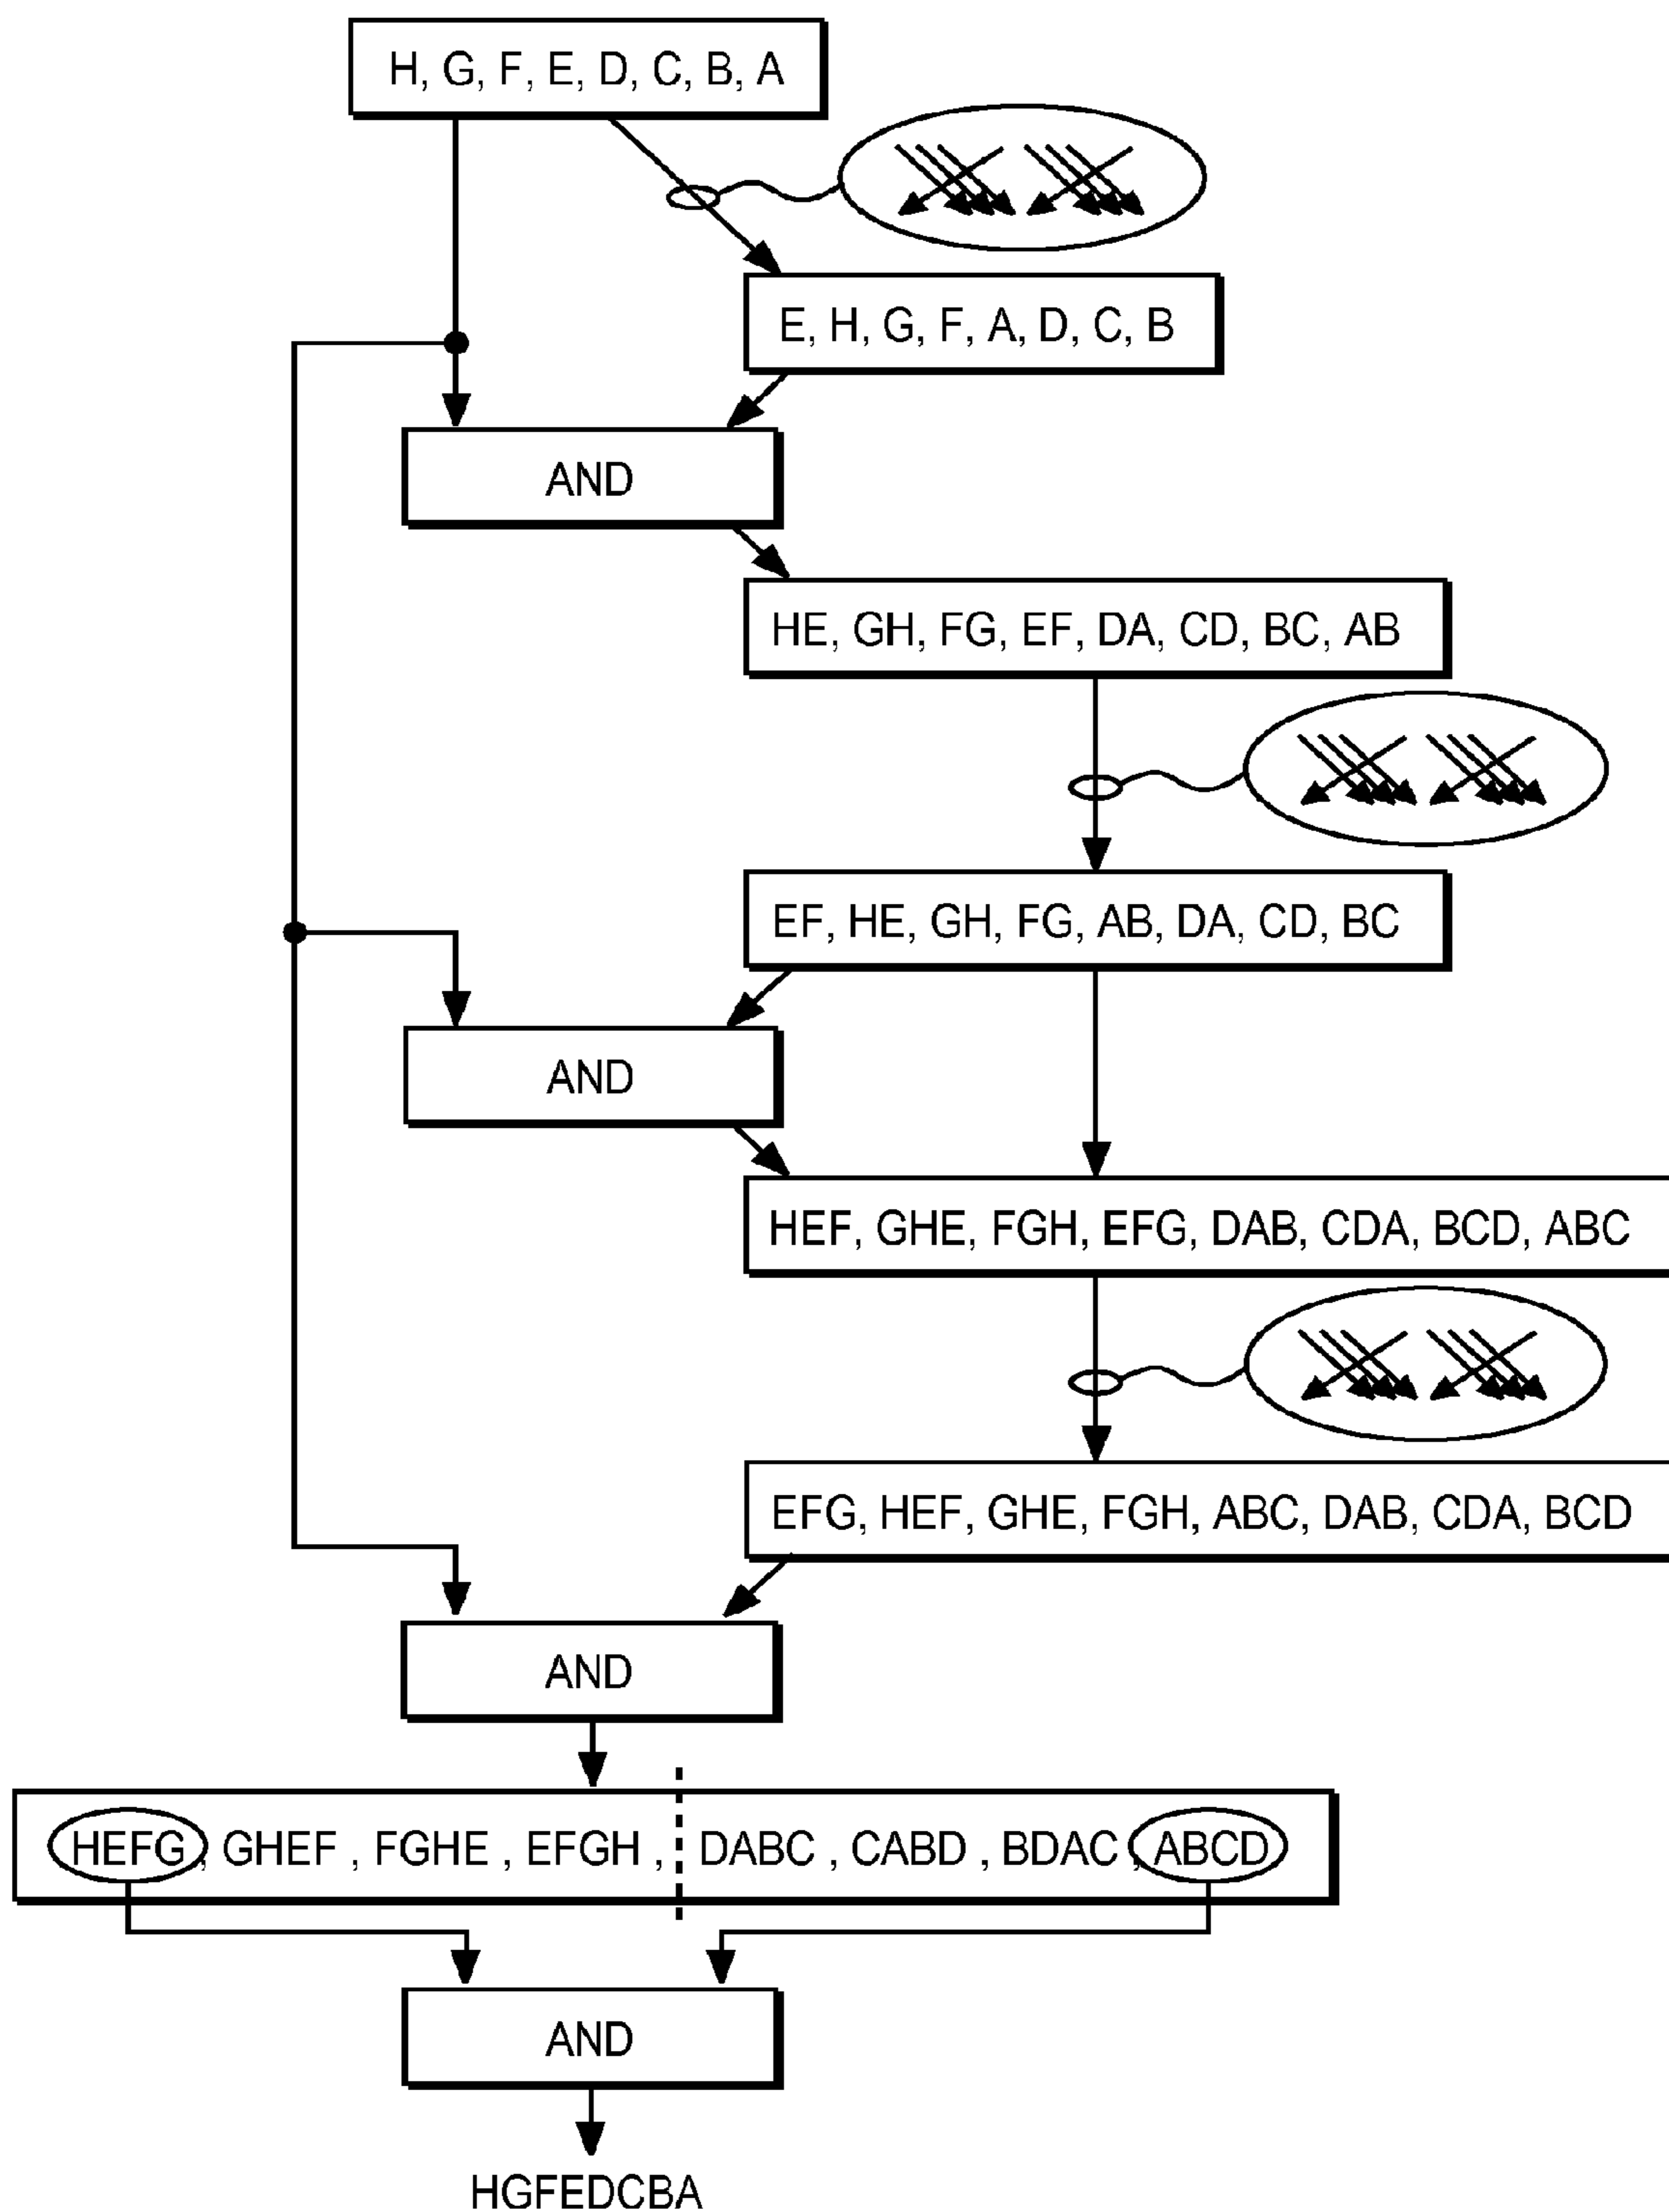 H, G, F, E, D, C, B, A
E, H, G, F, A, D, C, B
AND
HE, GH, FG, EF, DA, CD, BC, AB
EF, HE, GH, FG, AB, DA, CD, BC
AND
HEF, GHE, FGH, EFG, DAB, CDA, BCD, ABC
EFG, HEF, GHE, FGH, ABC, DAB, CDA, BCD
AND
HEFG, GHEF , FGHE , EFGH , DABC , CABD , BDAC , ABCD
AND
HGFEDCBA